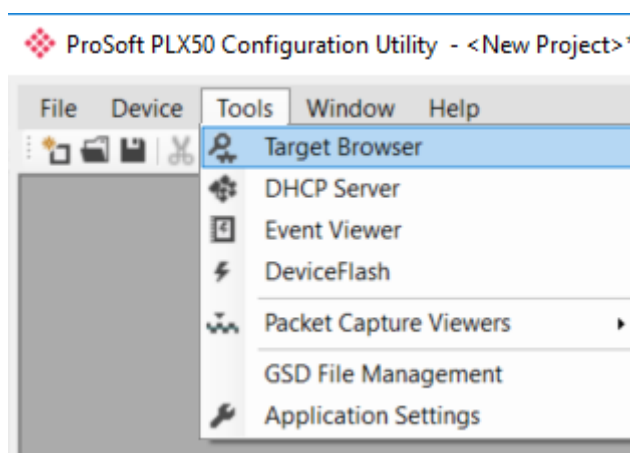 ProSoft PLX50 Configuration Utility - <New Project>*
File Device Tools Window Help
Target Browser
DHCP Server
Event Viewer
DeviceFlash
Packet Capture Viewers
GSD File Management
Application Settings